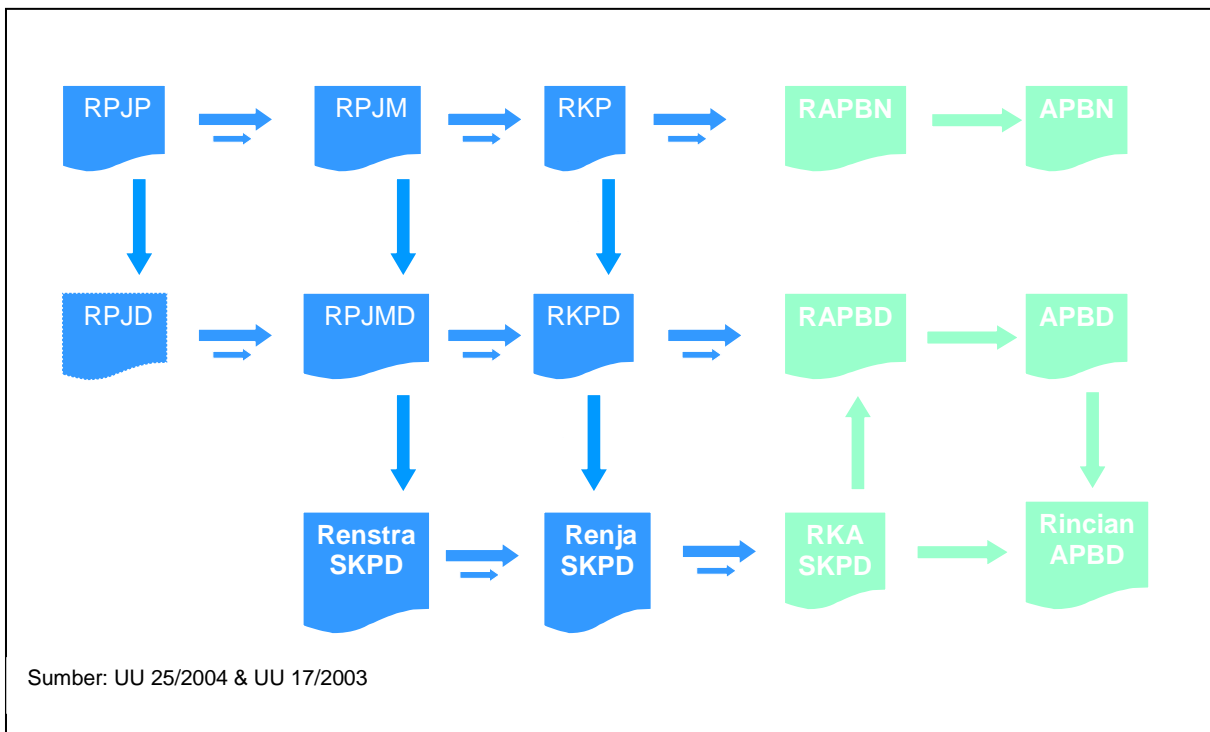 RPJP
RPJM
RKP
RAPBN
APBN
RPJD
RPJMD
RKPD
RAPBD
APBD
Renstra
SKPD
Renja
SKPD
RKA
SKPD
Rincian
APBD
Sumber: UU 25/2004 & UU 17/2003